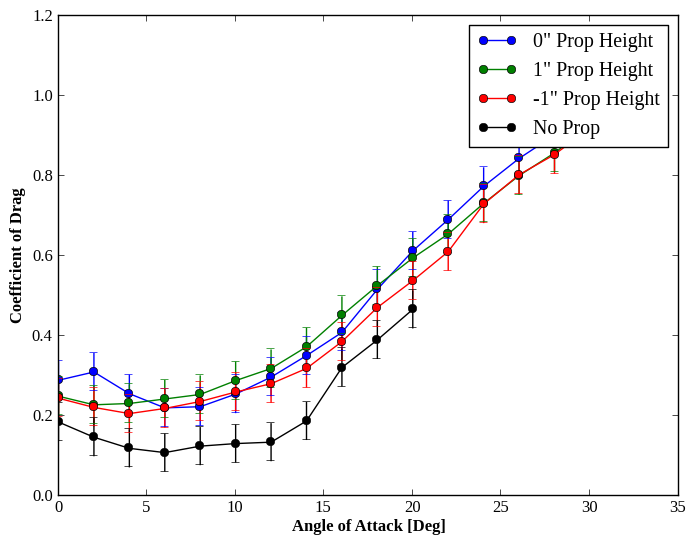 1.2
1.0
0.8
0.6
0.4
0.2
0.0
Coefficient of Drag
0" Prop Height
1" Prop Height
-1" Prop Height
No Prop
0 5 10 15 20 25 30 35
Angle of Attack [Deg]